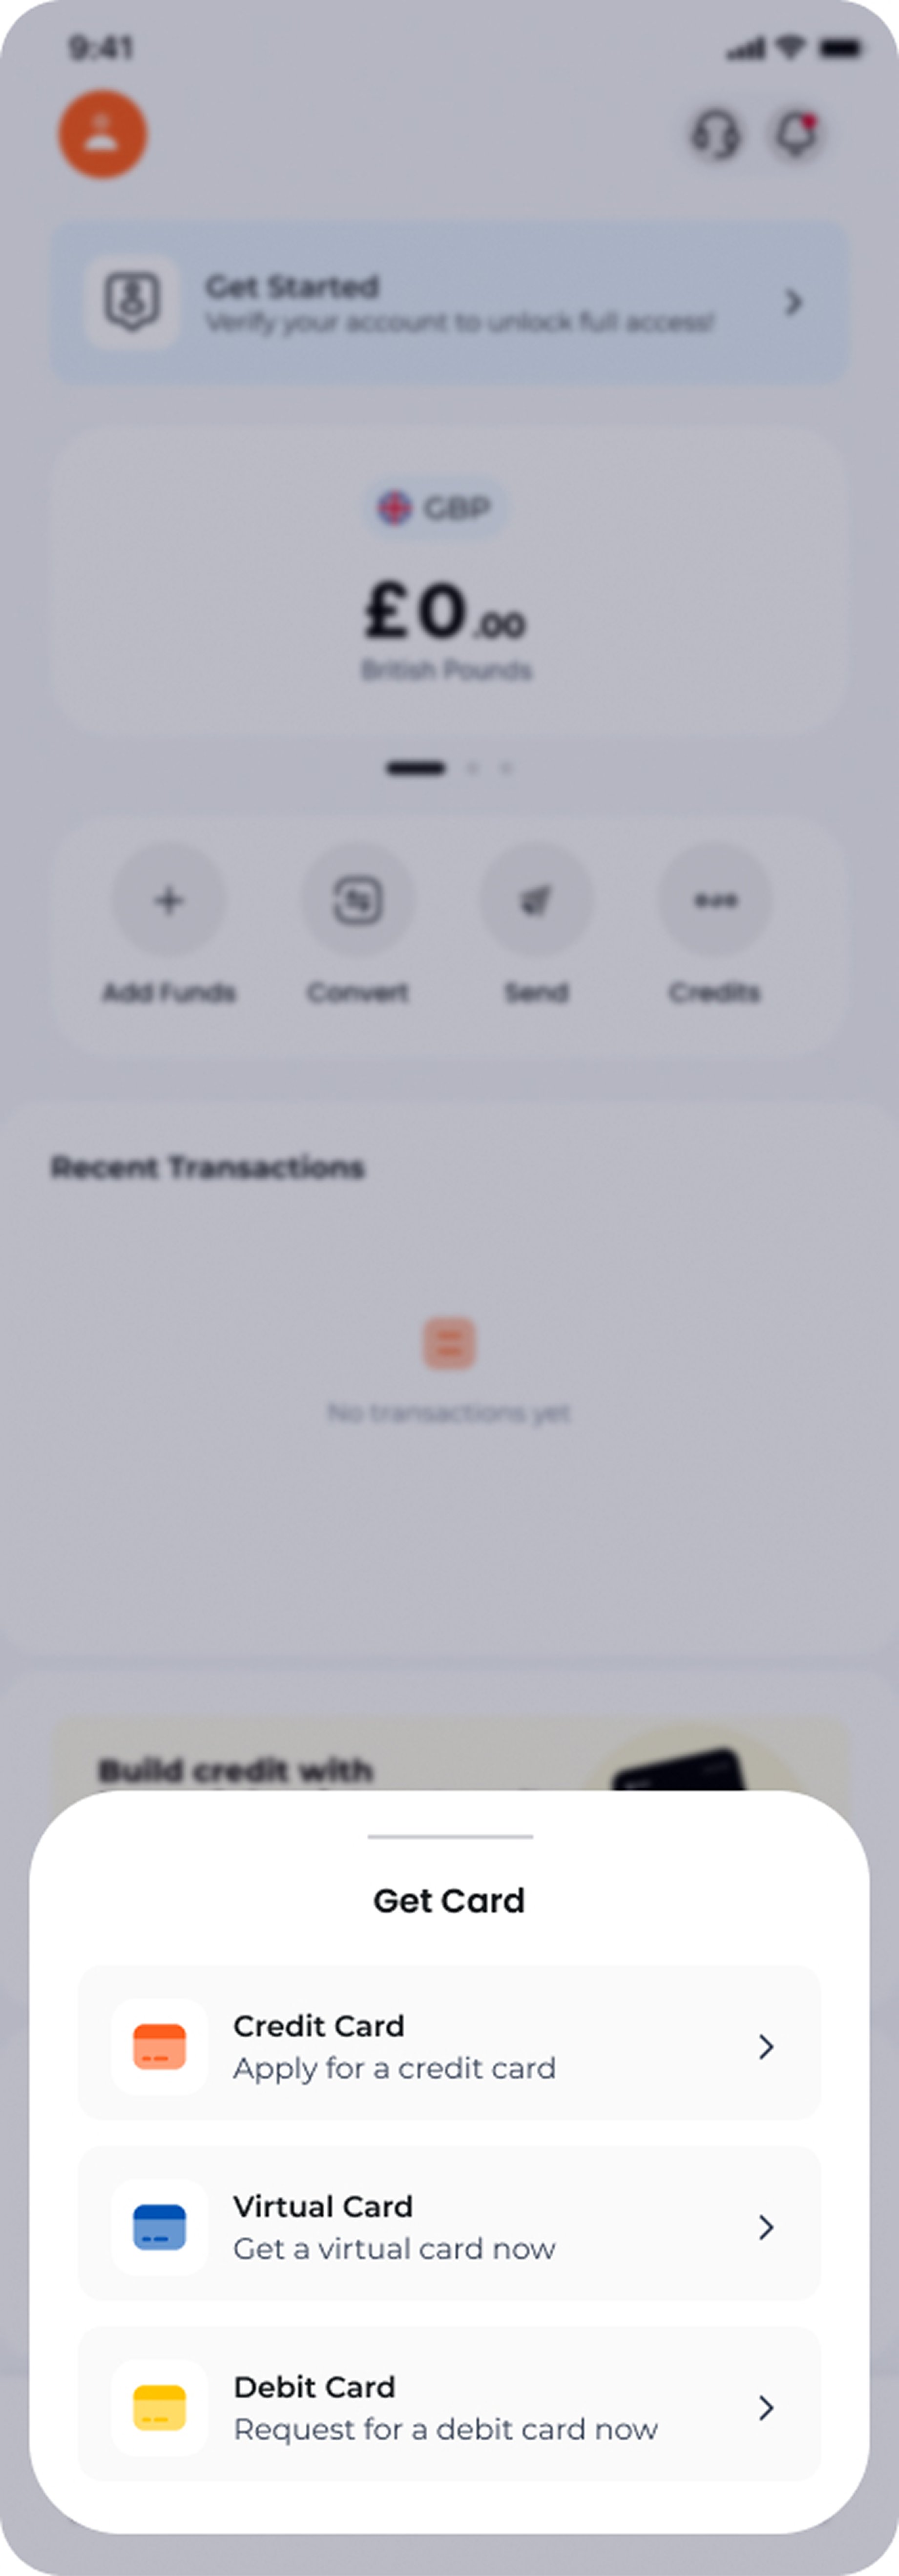 9:41
Get Started
Verify your account to unlock full access!
GBP
£0.00
British Pounds
Add Funds
Convert
Send
Credits
Recent Transactions
No transactions yet
Build credit with
Get Card
Credit Card
Apply for a credit card
Virtual Card
Get a virtual card now
Debit Card
Request for a debit card now